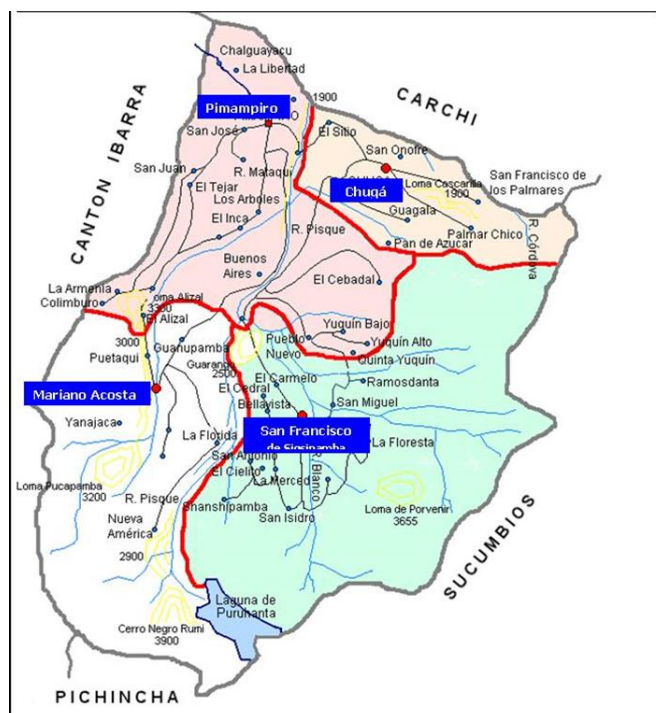 Chalguayacu
La Libertad
1900
CARCHI
Pimampiro
CANTON IBARRA
San José
El Sitio
San Onofre
San Juan
R. Mataqui
Chugá
Loma Cascarilla
1900
San Francisco de
los Palmares
El Tejar
Los Arboles
Guagala
El Inca
R. Pisque
Palmar Chico
R. Córdova
Pan de Azucar
Buenos
Aires
El Cebadal
La Armenia
Colimburo
Loma Alizal
3300
El Alizal
3000
Puetaqui
Guanupamba
Guaranga
2500
Pueblo
Nuevo
Yuquín Bajo
Yuquín Alto
Quinta Yuquín
Mariano Acosta
El Carmelo
El Cedral
Ramosdanta
Bellavista
San Miguel
Yanajaca
San Francisco
de Sigsipamba
La Florida
La Floresta
San Antonio
El Cielito
La Merced
R. Blanco
Loma Pucapamba
3200
R. Pisque
Shanshipamba
San Isidro
Loma de Porvenir
3655
Nueva
América
2900
SUCUMBIOS
Laguna de
Puruhanta
Cerro Negro Rumi
3900
PICHINCHA